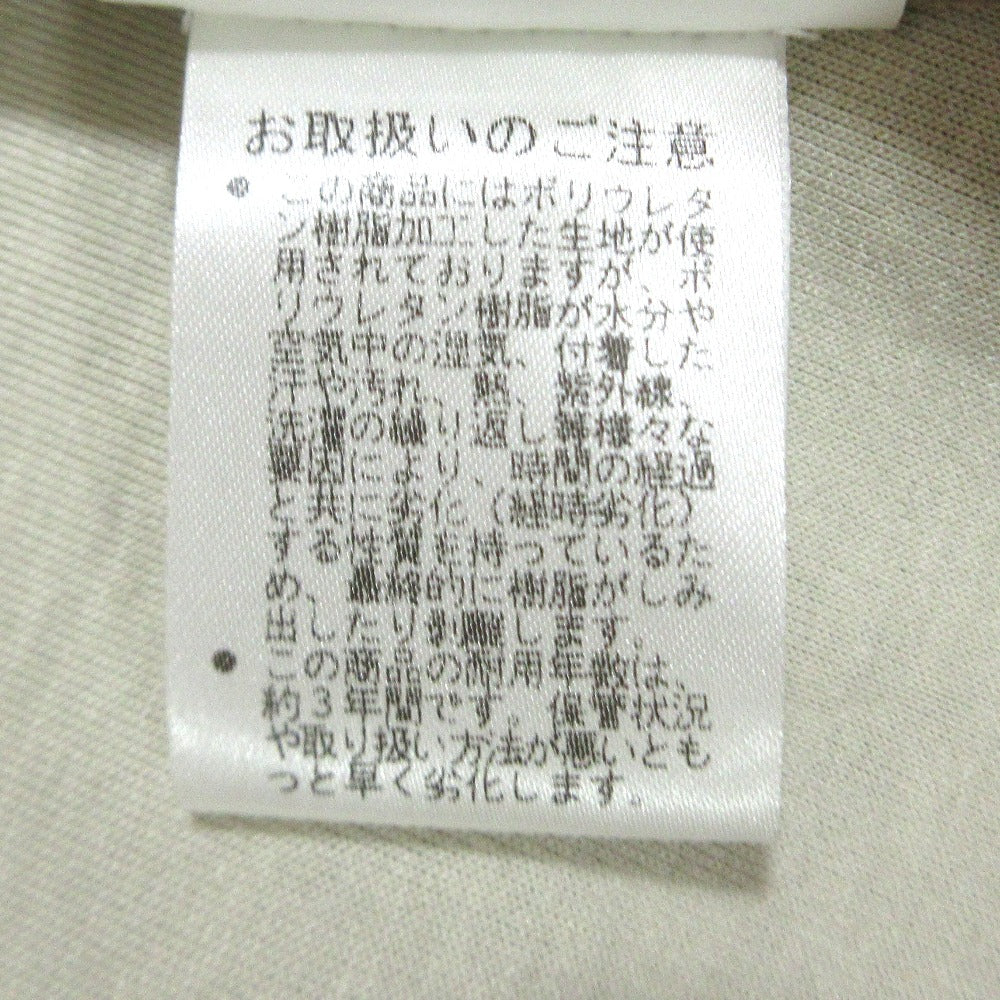 お取扱いのご注意
●この商品にはポリウレタ
ン樹脂加工した生地が使
用されておりますが、ポ
リウレタン樹脂が水分や
空気中の湿気、付着した
汗や汚れ、熱、紫外線、
洗濯の繰り返し等様々な
要因により、時間の経過
と共に劣化(経時劣化)
する性質を持っているた
め、最終的に樹脂がしみ
出したり剥離します。
●この商品の耐用年数は、
約3年間です。保管状況
や取り扱い方法が悪いとも
っと早く劣化します。